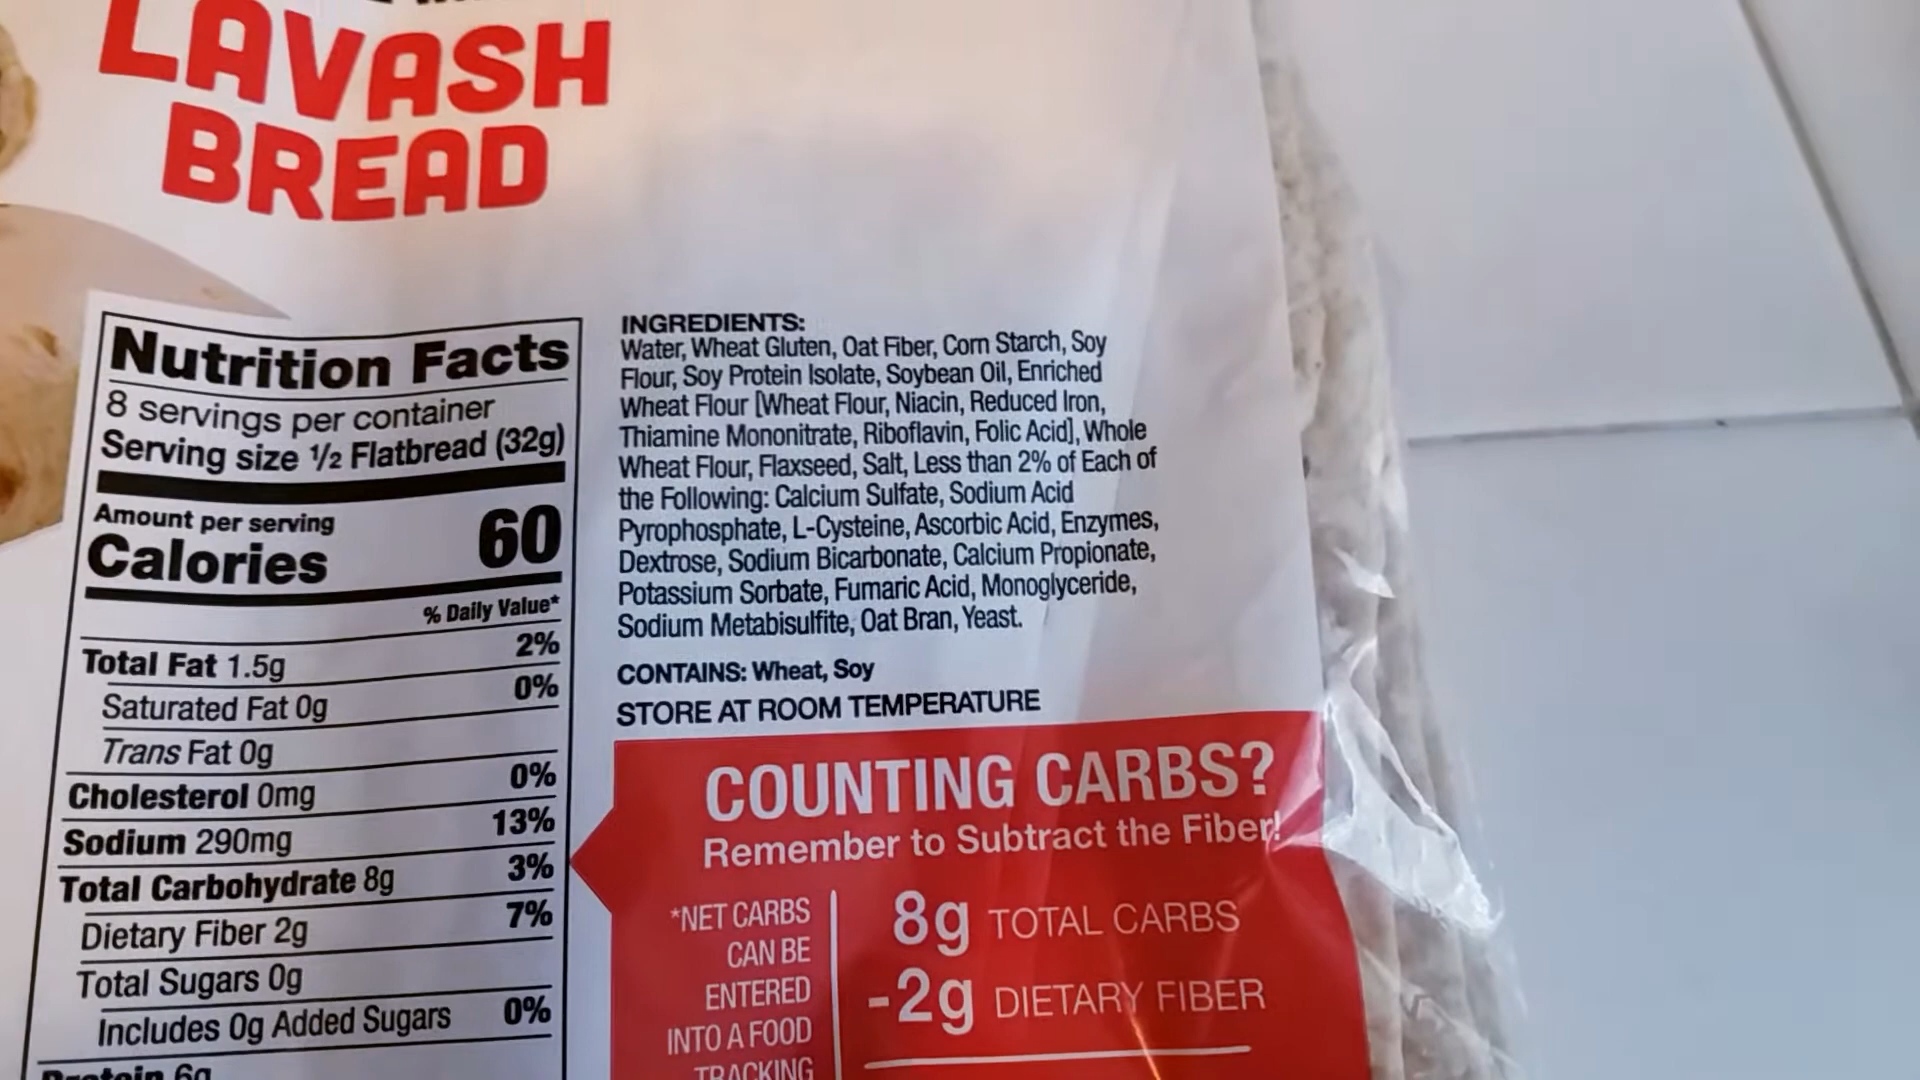 LAVASH
BREAD
Nutrition Facts
8 servings per container
Serving size ½ Flatbread (32g)
Amount per serving
Calories 60
% Daily Value*
Total Fat 1.5g 2%
Saturated Fat 0g 0%
Trans Fat 0g
Cholesterol 0mg 0%
Sodium 290mg 13%
Total Carbohydrate 8g 3%
Dietary Fiber 2g 7%
Total Sugars 0g
Includes 0g Added Sugars 0%
Protein 6g
INGREDIENTS:
Water, Wheat Gluten, Oat Fiber, Corn Starch, Soy
Flour, Soy Protein Isolate, Soybean Oil, Enriched
Wheat Flour [Wheat Flour, Niacin, Reduced Iron,
Thiamine Mononitrate, Riboflavin, Folic Acid], Whole
Wheat Flour, Flaxseed, Salt, Less than 2% of Each of
the Following: Calcium Sulfate, Sodium Acid
Pyrophosphate, L-Cysteine, Ascorbic Acid, Enzymes,
Dextrose, Sodium Bicarbonate, Calcium Propionate,
Potassium Sorbate, Fumaric Acid, Monoglyceride,
Sodium Metabisulfite, Oat Bran, Yeast.
CONTAINS: Wheat, Soy
STORE AT ROOM TEMPERATURE
COUNTING CARBS?
Remember to Subtract the Fiber!
*NET CARBS
CAN BE
ENTERED
INTO A FOOD
TRACKING
8g TOTAL CARBS
-2g DIETARY FIBER